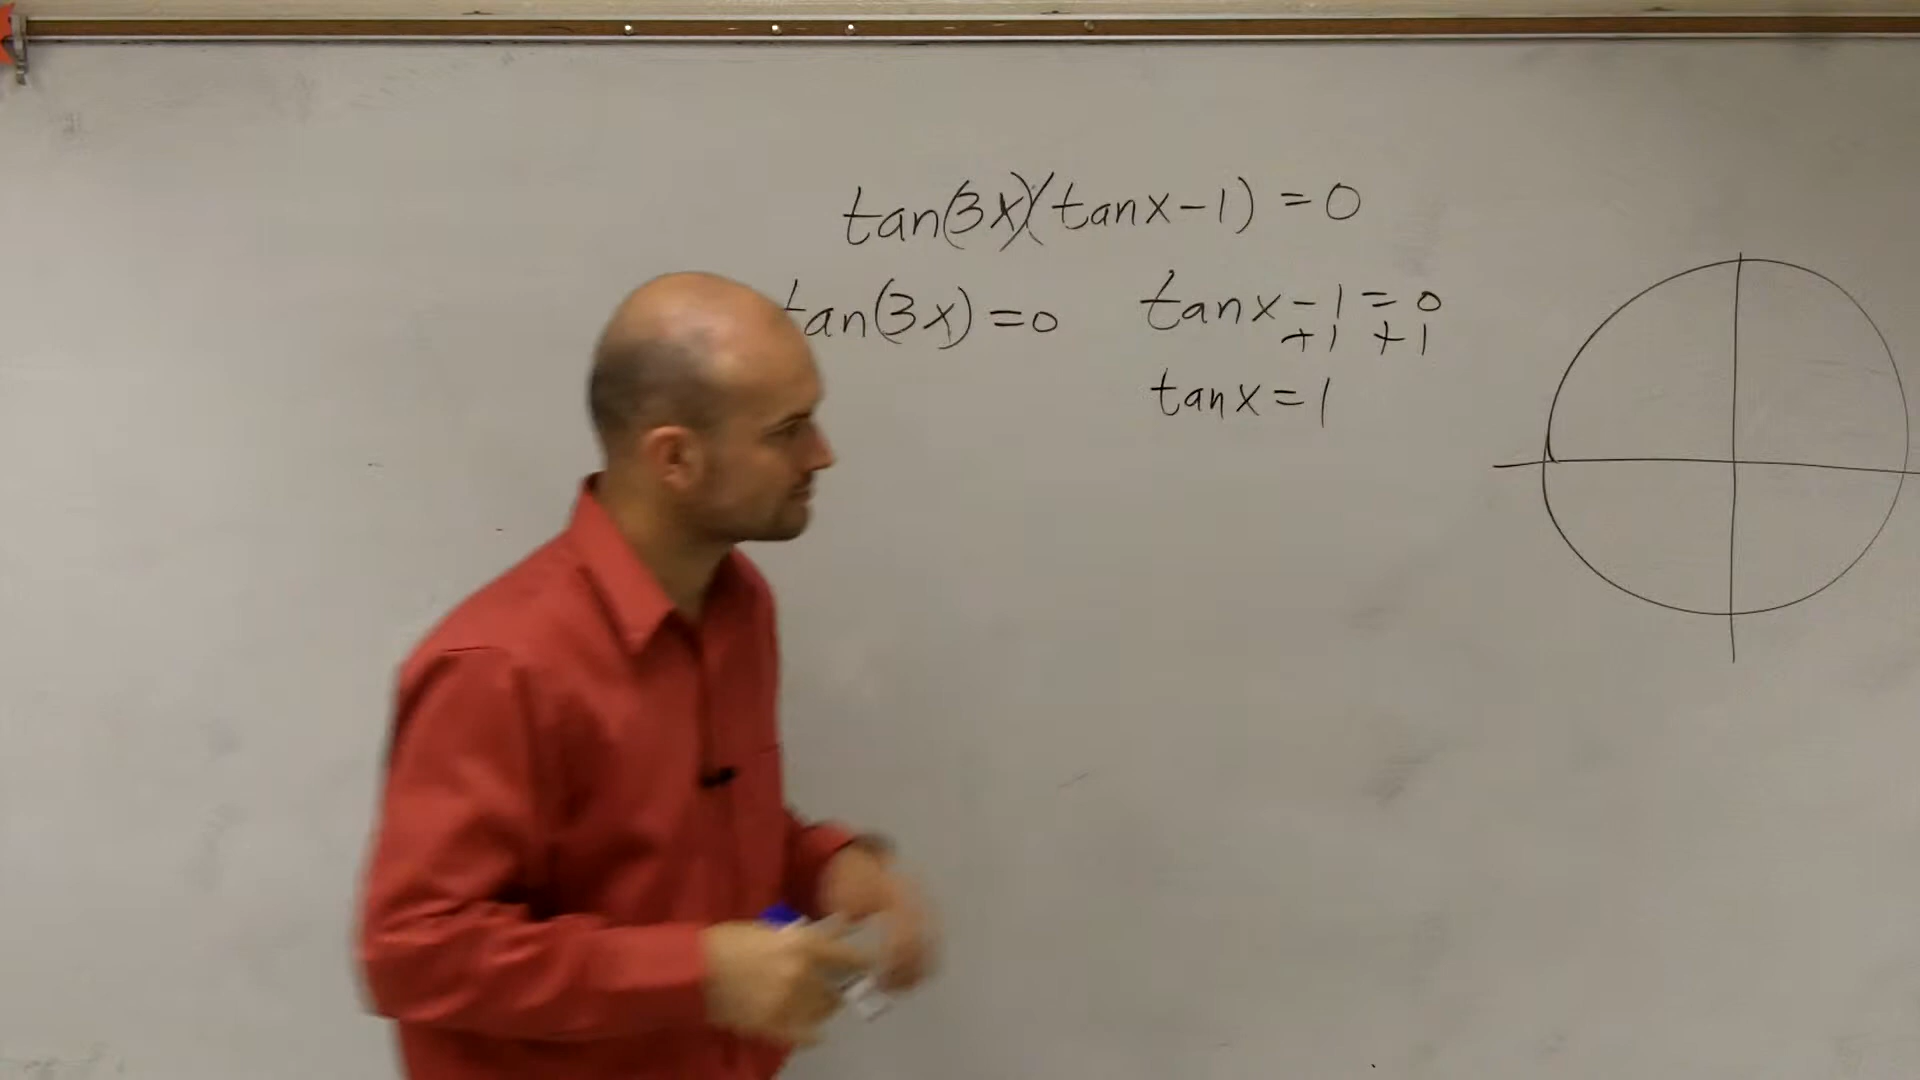 tan(3x)(tanx-1) = 0
tan(3x) = 0
tanx - 1 = 0
+1 +1
tanx = 1